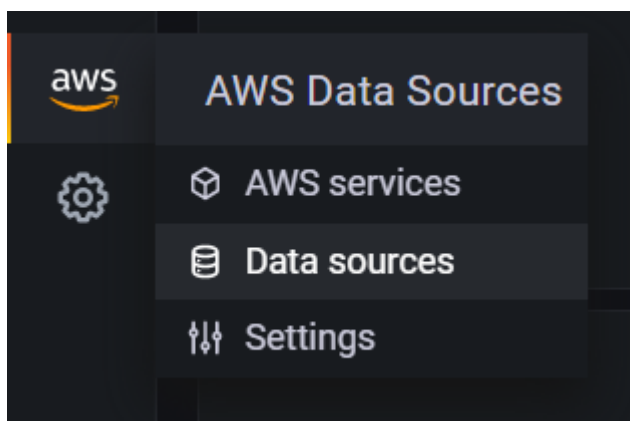 aws
AWS Data Sources
AWS services
Data sources
Settings